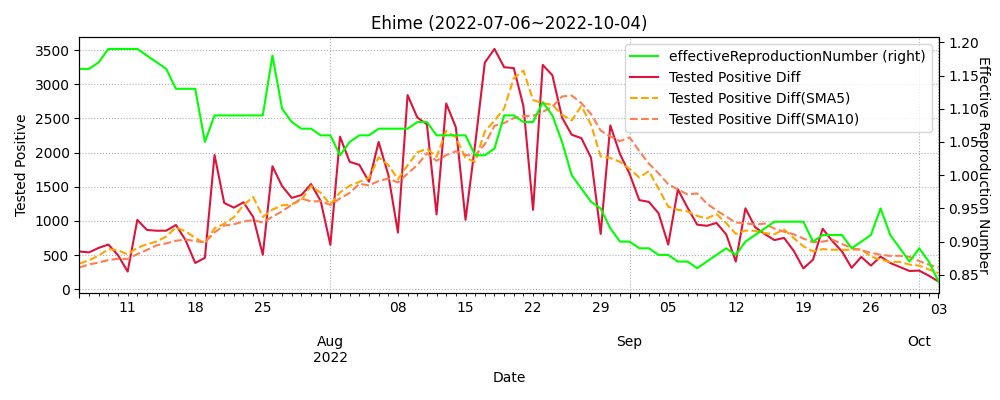 Ehime (2022-07-06~2022-10-04)
effectiveReproductionNumber (right)
Tested Positive Diff
Tested Positive Diff(SMA5)
Tested Positive Diff(SMA10)
Tested Positive
3500
3000
2500
2000
1500
1000
500
0
1.20
1.15
1.10
1.05
1.00
0.95
0.90
0.85
Effective Reproduction Number
11 18 25 08 15 22 29 05 12 19 26 03
Aug Sep Oct
2022
Date